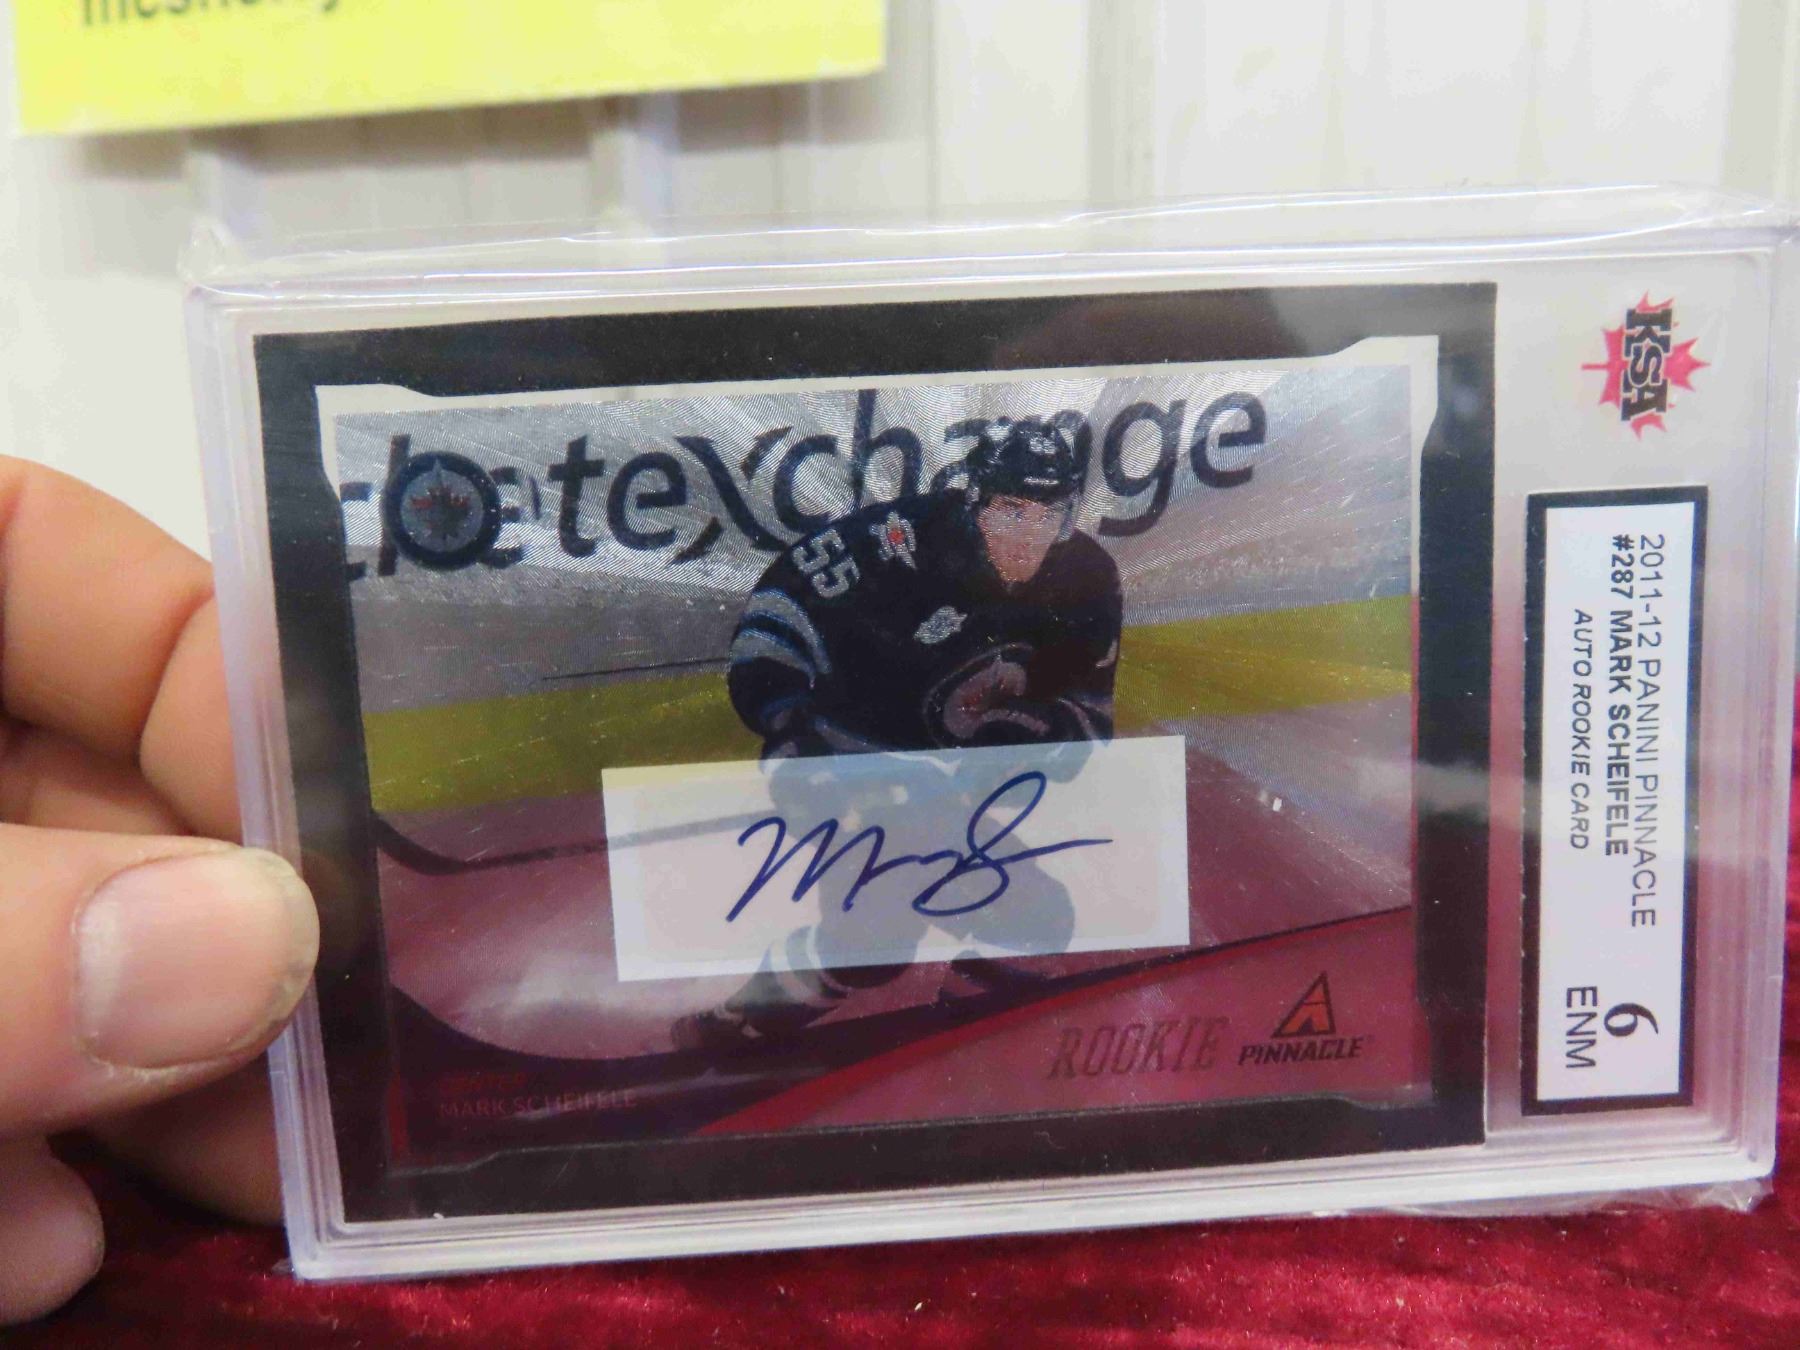 KSA
2011-12 PANINI PINNACLE
#287 MARK SCHEIFELE
AUTO ROOKIE CARD
6
ENM
texchange
55
ROOKIE
PINNACLE
MARK SCHEIFELE